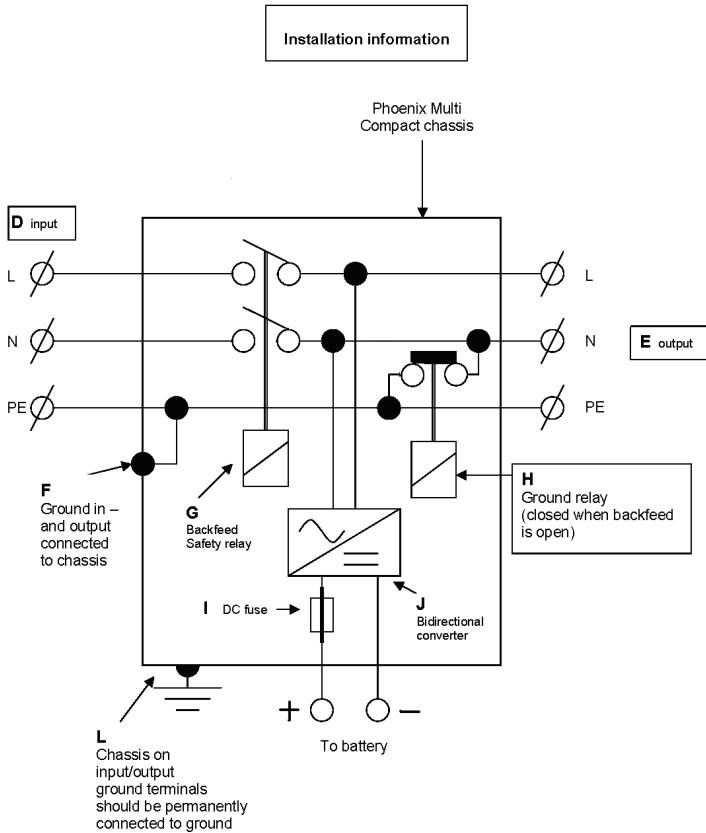 Installation information
Phoenix Multi
Compact chassis
D input
L
L
N
N
E output
PE
PE
F
Ground in –
and output
connected
to chassis
G
Backfeed
Safety relay
H
Ground relay
(closed when backfeed
is open)
I DC fuse
J
Bidirectional
converter
+
–
To battery
L
Chassis on
input/output
ground terminals
should be permanently
connected to ground